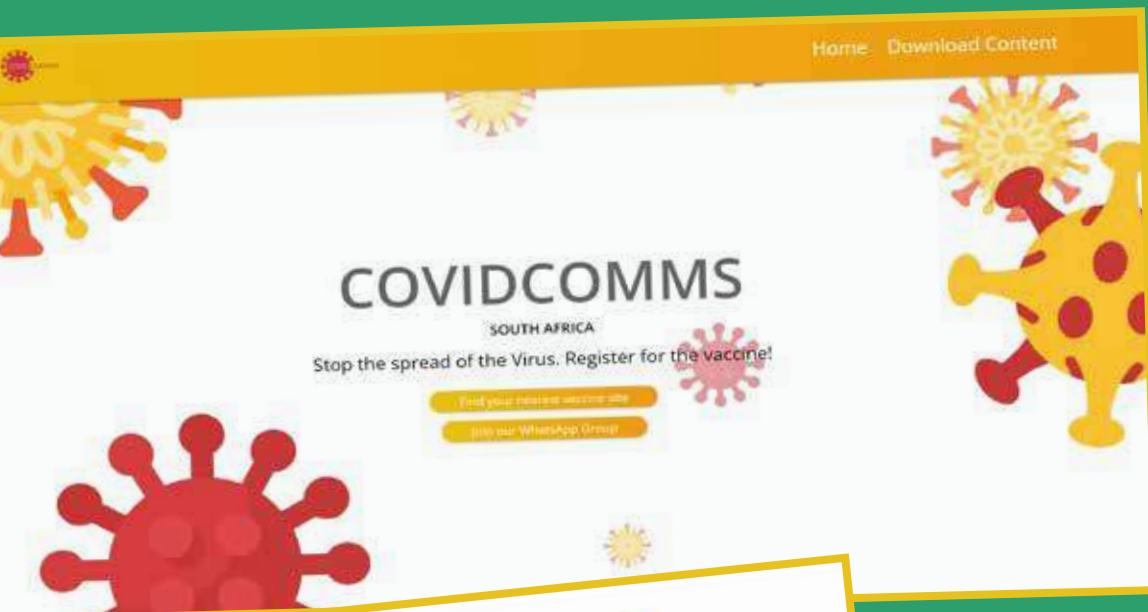 Home Download Content
COVIDCOMMS
SOUTH AFRICA
Stop the spread of the Virus. Register for the vaccine!
Find your nearest vaccine site
Join our WhatsApp Group